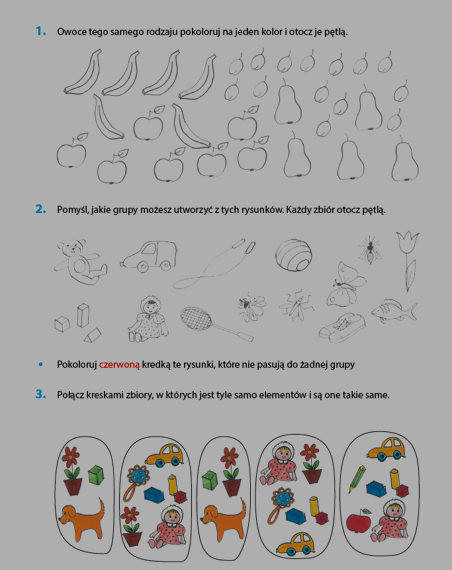 1. Owoce tego samego rodzaju pokoloruj na jeden kolor i otocz je pętlą.
2. Pomyśl, jakie grupy możesz utworzyć z tych rysunków. Każdy zbiór otocz pętlą.
• Pokoloruj czerwoną kredką te rysunki, które nie pasują do żadnej grupy
3. Połącz kreskami zbiory, w których jest tyle samo elementów i są one takie same.